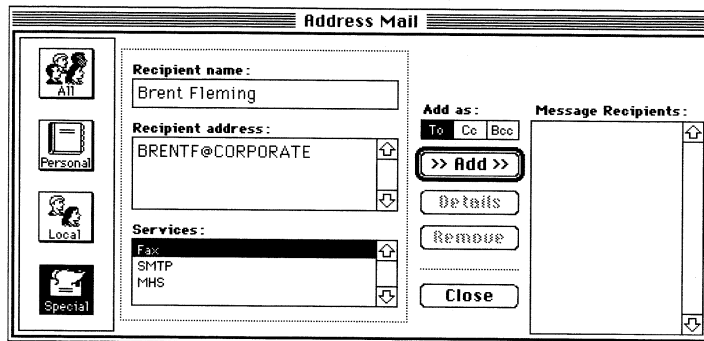 Address Mail
All
Personal
Local
Special
Recipient name:
Brent Fleming
Recipient address:
BRENTF@CORPORATE
Services:
Fax
SMTP
MHS
Add as:
To Cc Bcc
>> Add >>
Details
Remove
Close
Message Recipients: